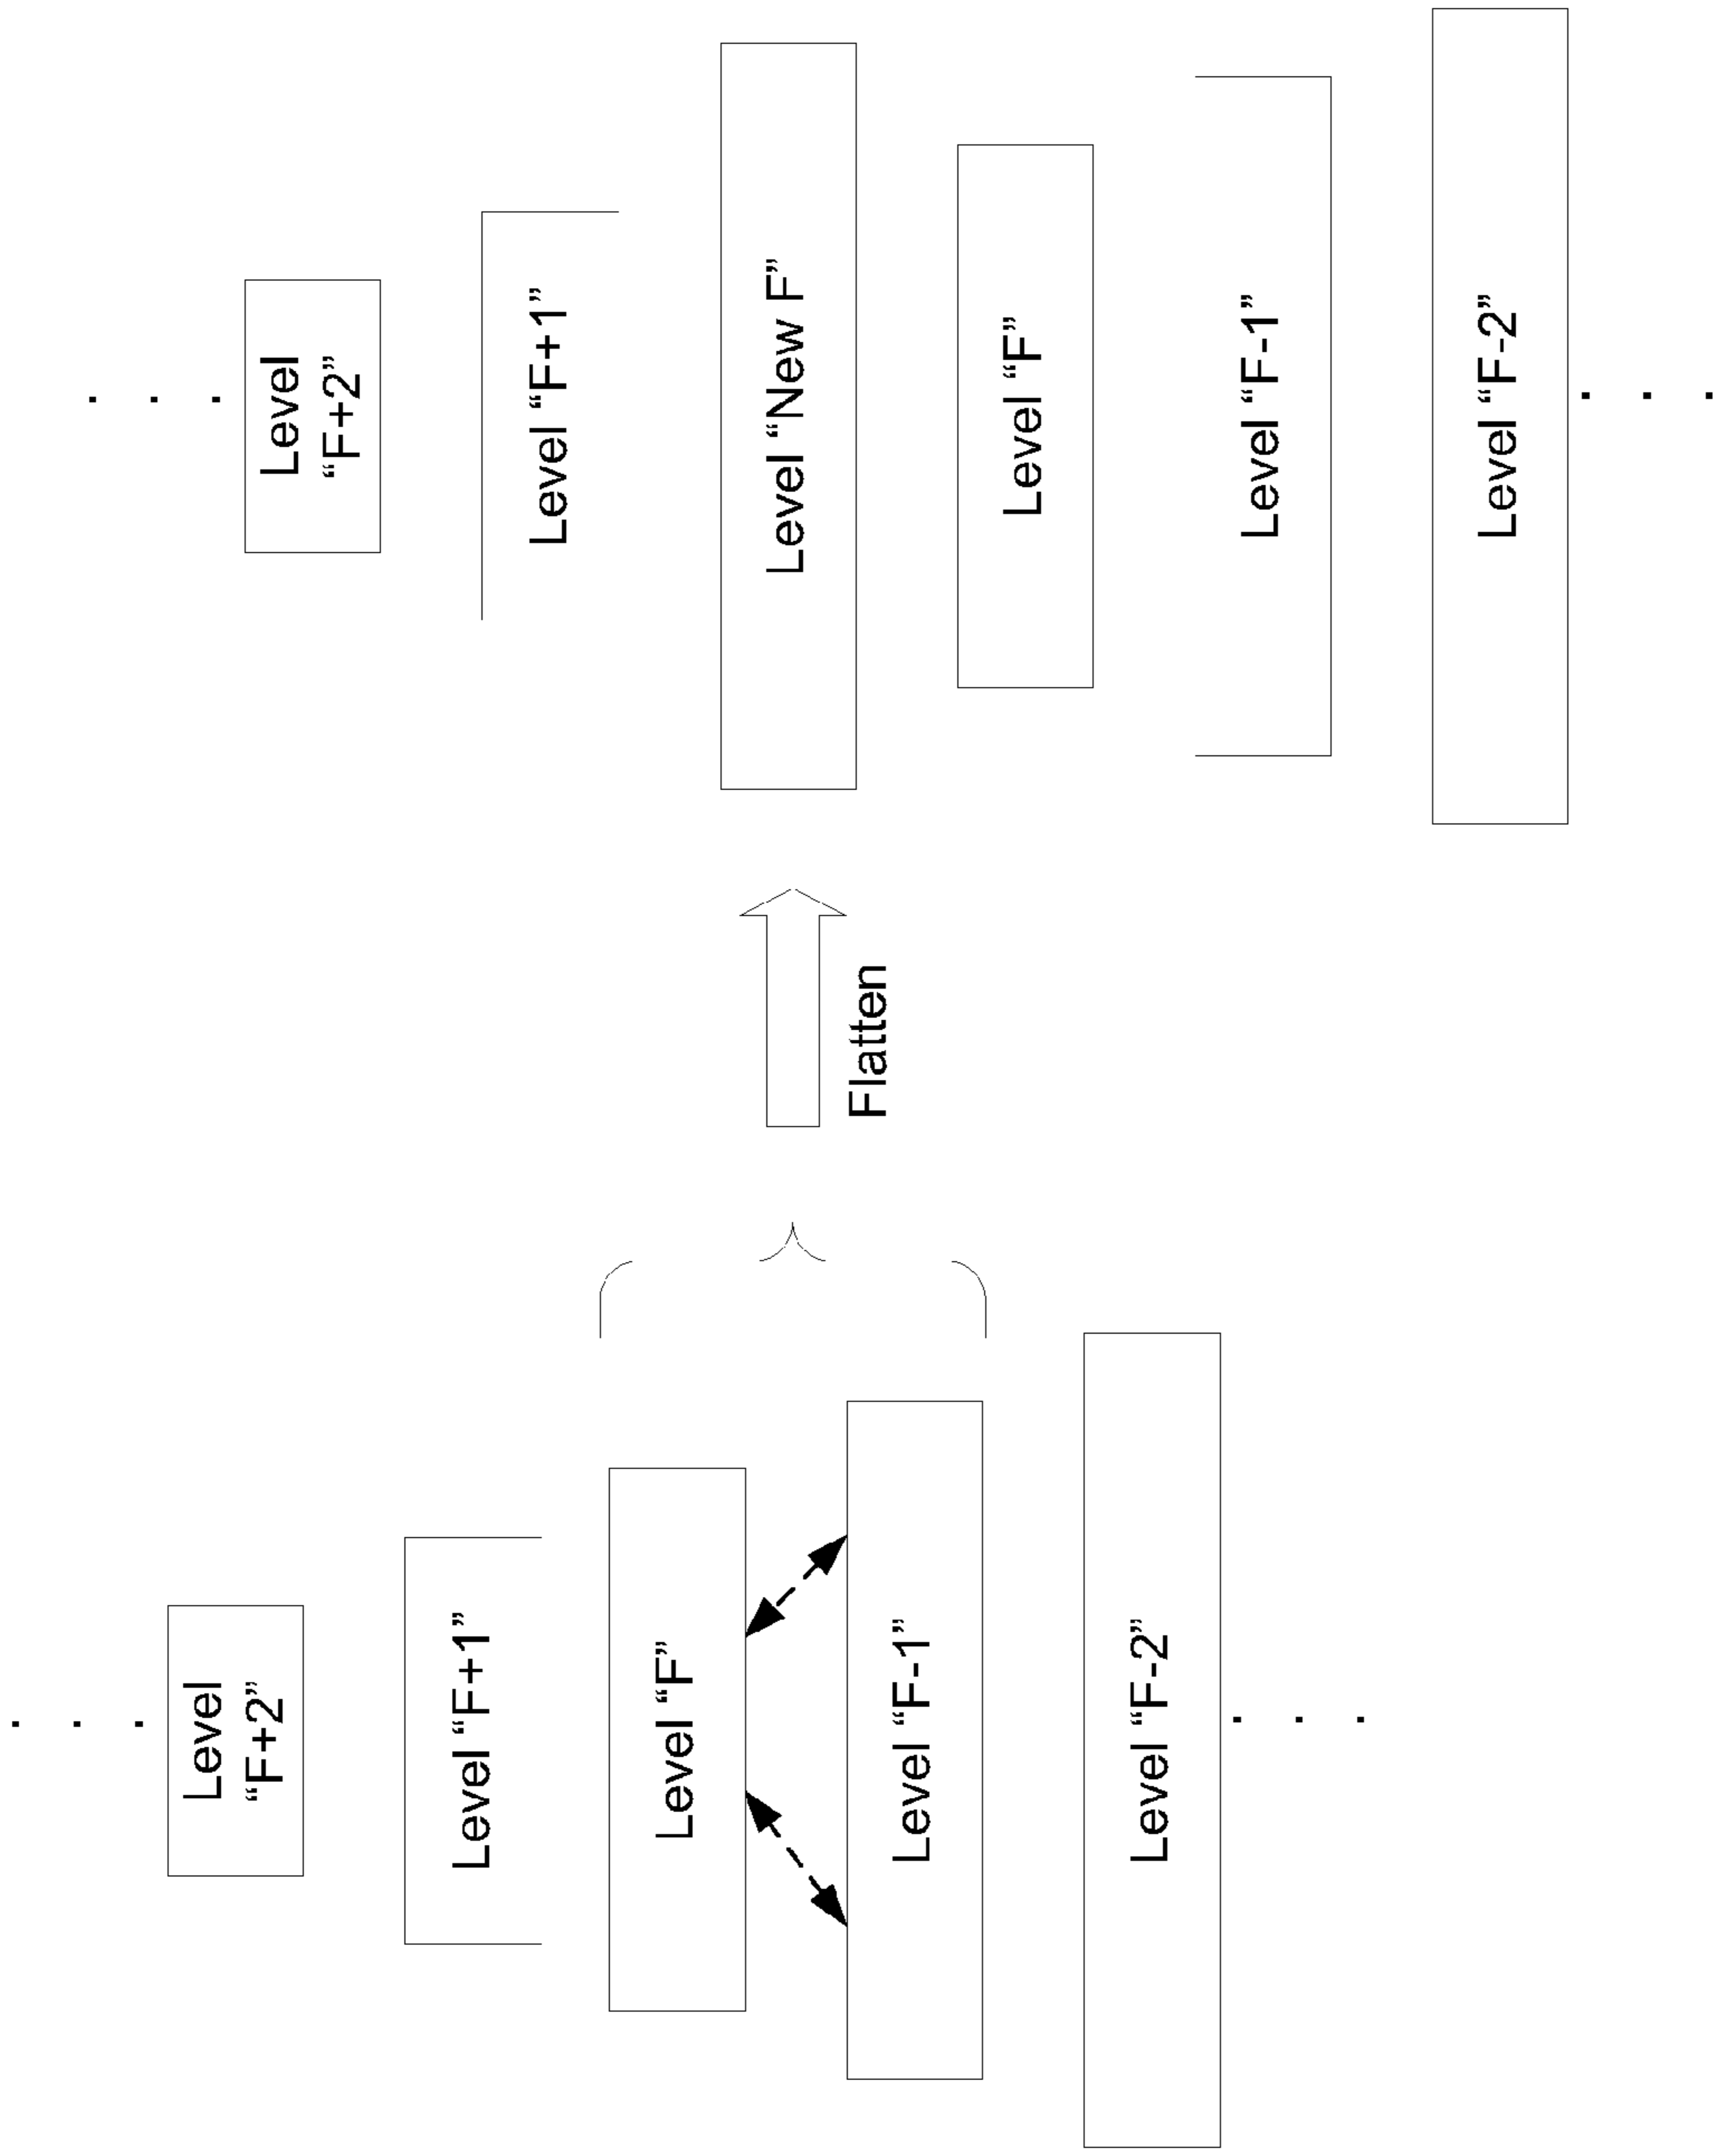 Level
“F+2”
Level “F+1”
Level “F”
Level “F-1”
Level “F-2”
Flatten
Level
“F+2”
Level “F+1”
Level “New F”
Level “F”
Level “F-1”
Level “F-2”